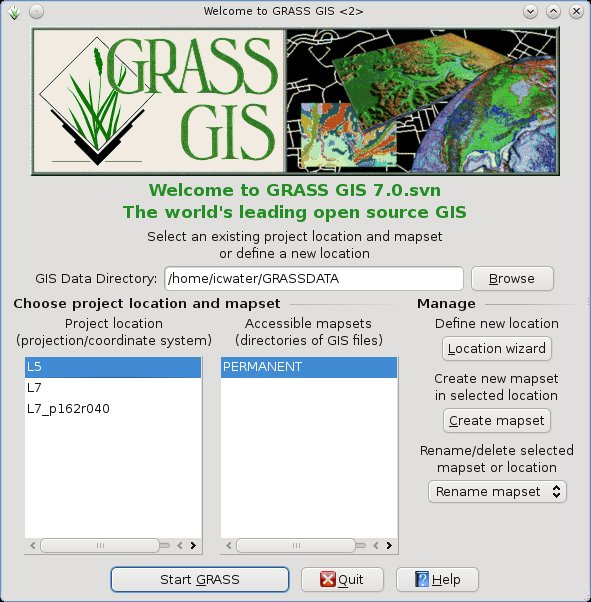 Welcome to GRASS GIS <2>
GRASS
GIS
Welcome to GRASS GIS 7.0.svn
The world's leading open source GIS
Select an existing project location and mapset
or define a new location
GIS Data Directory: /home/icwater/GRASSDATA Browse
Choose project location and mapset
Manage
Project location
(projection/coordinate system)
Accessible mapsets
(directories of GIS files)
L5
L7
L7_p162r040
PERMANENT
Define new location
Location wizard
Create new mapset
in selected location
Create mapset
Rename/delete selected
mapset or location
Rename mapset
Start GRASS
Quit
Help